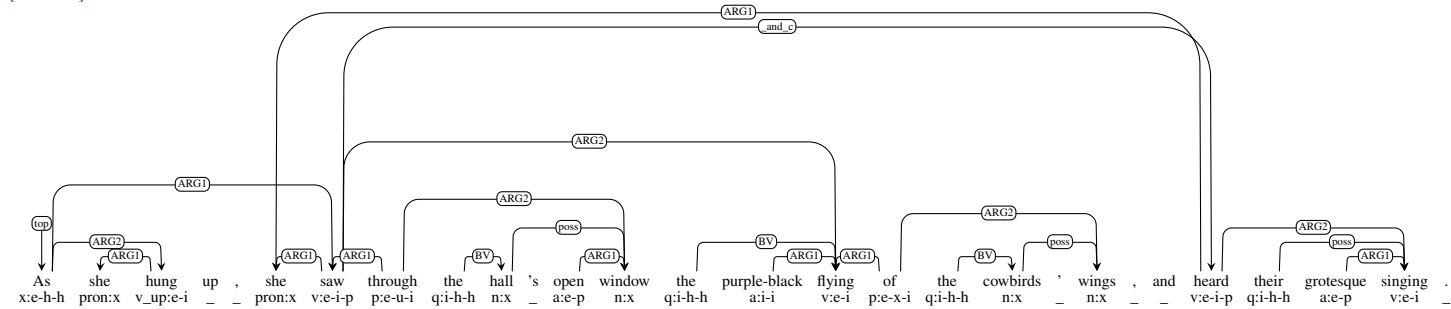 ARG1
_and_c
ARG2
ARG1
ARG2 ARG2
top poss ARG2
ARG2 BV poss poss
ARG1 ARG1 ARG1 BV ARG1 ARG1 ARG1 BV ARG1
As she hung up , she saw through the hall 's open window the purple-black flying of the cowbirds ' wings , and heard their grotesque singing .
x:e-h-h pron:x v_up:e-i _ _ pron:x v:e-i-p p:e-u-i q:i-h-h n:x _ a:e-p n:x q:i-h-h a:i-i v:e-i p:e-x-i q:i-h-h n:x _ n:x _ _ v:e-i-p q:i-h-h a:e-p v:e-i _